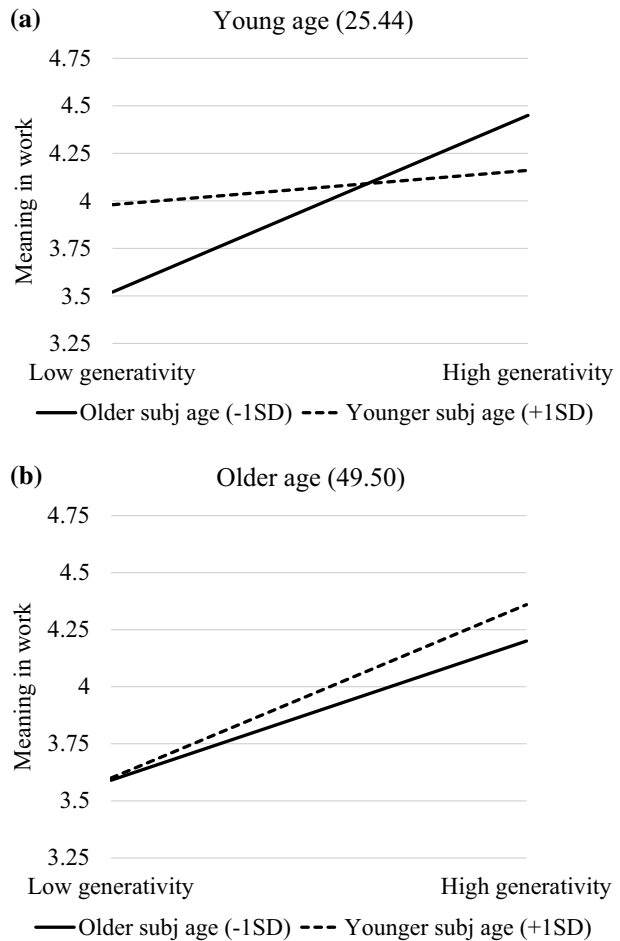 (a)
Young age (25.44)
4.75
4.5
4.25
4
3.75
3.5
3.25
Meaning in work
Low generativity High generativity
Older subj age (-1SD) Younger subj age (+1SD)
(b)
Older age (49.50)
4.75
4.5
4.25
4
3.75
3.5
3.25
Meaning in work
Low generativity High generativity
Older subj age (-1SD) Younger subj age (+1SD)